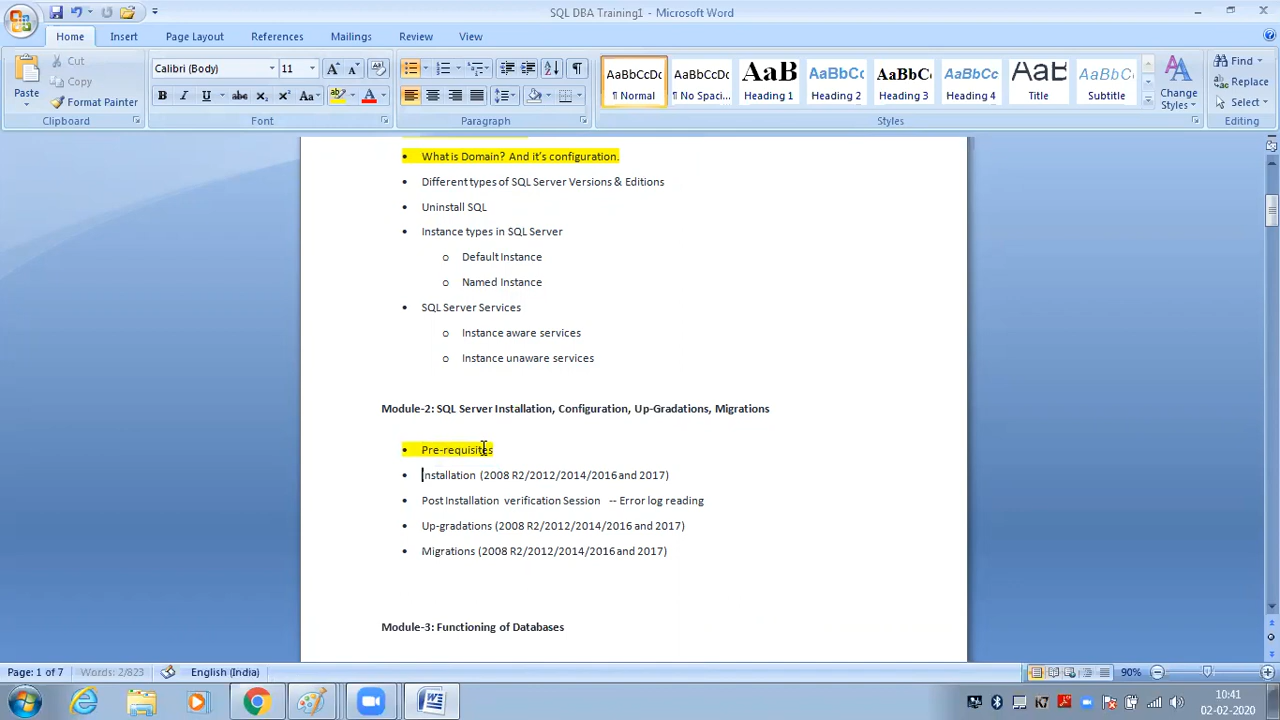 SQL DBA Training1 - Microsoft Word
Home Insert Page Layout References Mailings Review View
Paste
Cut
Copy
Format Painter
Clipboard
Calibri (Body) 11
Font
Paragraph
AaBbCcDc AaBbCcDc AaB AaBbCc AaBbCc AaBbCc AaB AaBbCc
¶ Normal ¶ No Spaci... Heading 1 Heading 2 Heading 3 Heading 4 Title Subtitle
Change Styles
Styles
Find
Replace
Select
Editing
• What is Domain? And it's configuration.
• Different types of SQL Server Versions & Editions
• Uninstall SQL
• Instance types in SQL Server
o Default Instance
o Named Instance
• SQL Server Services
o Instance aware services
o Instance unaware services
Module-2: SQL Server Installation, Configuration, Up-Gradations, Migrations
• Pre-requisites
• Installation (2008 R2/2012/2014/2016 and 2017)
• Post Installation verification Session -- Error log reading
• Up-gradations (2008 R2/2012/2014/2016 and 2017)
• Migrations (2008 R2/2012/2014/2016 and 2017)
Module-3: Functioning of Databases
Page: 1 of 7 Words: 2/823 English (India) 90%
10:41
02-02-2020